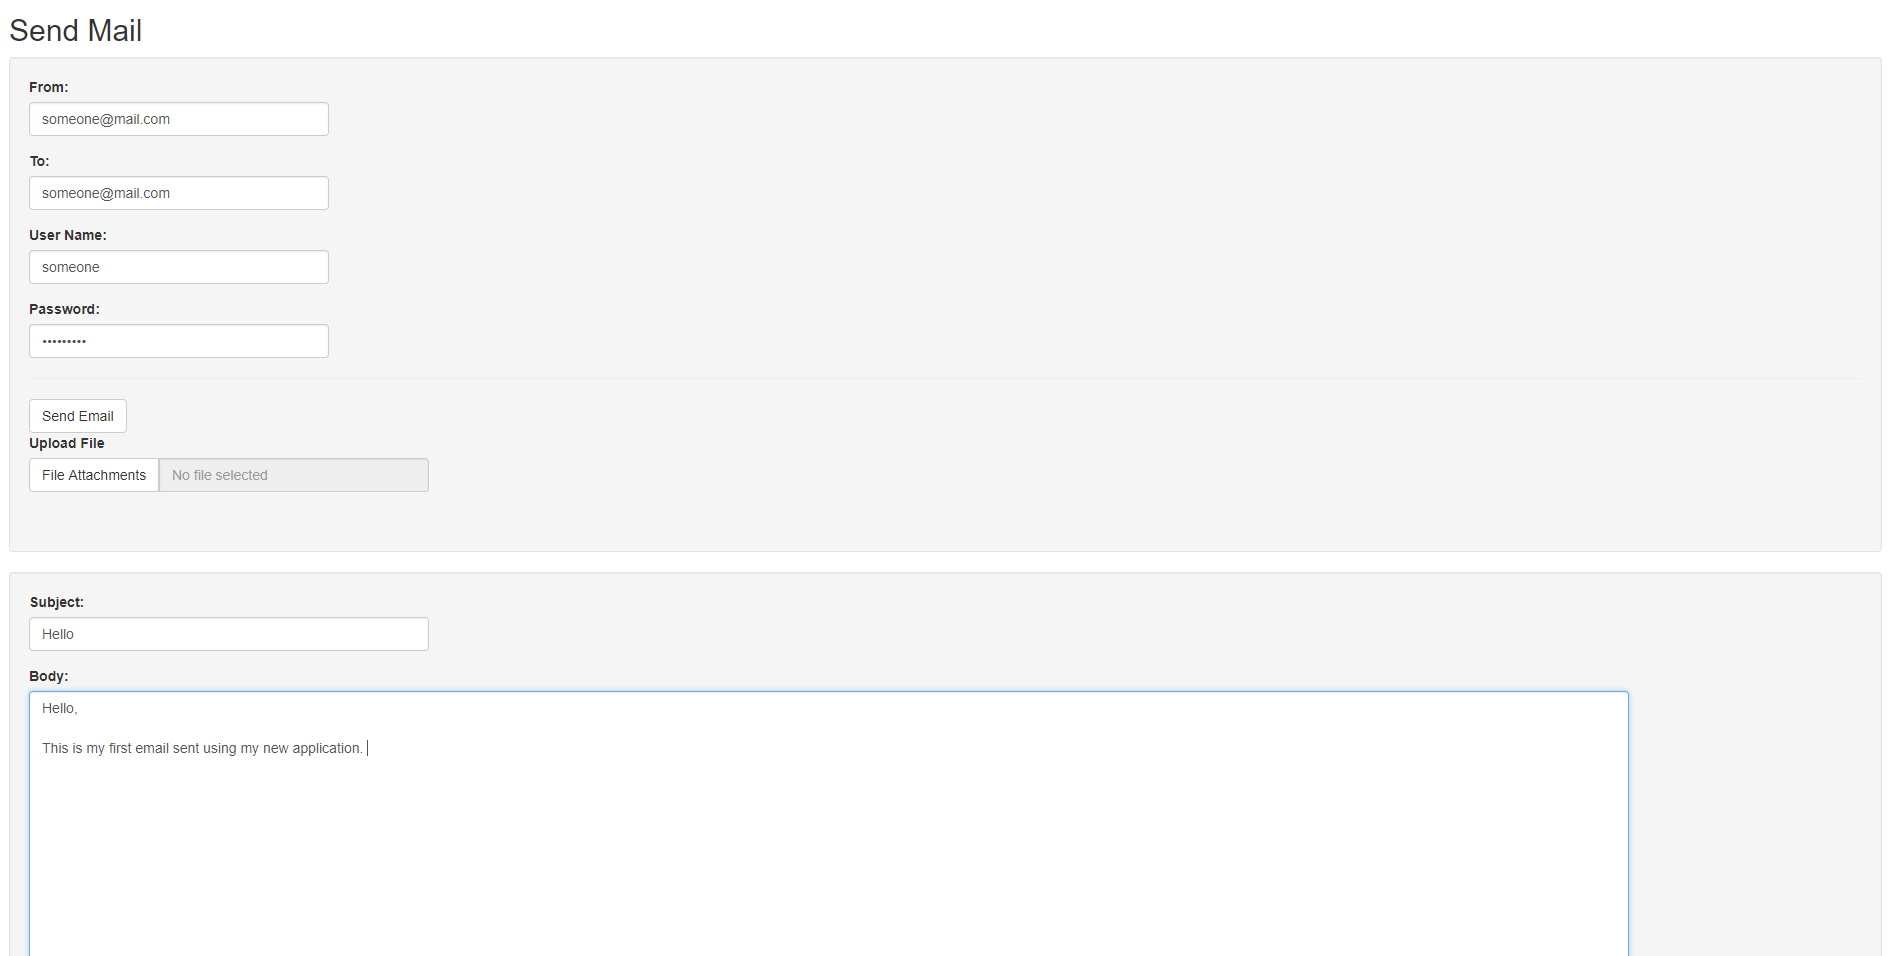 Send Mail
From:
someone@mail.com
To:
someone@mail.com
User Name:
someone
Password:
•••••••••
Send Email
Upload File
File Attachments No file selected
Subject:
Hello
Body:
Hello,
This is my first email sent using my new application.